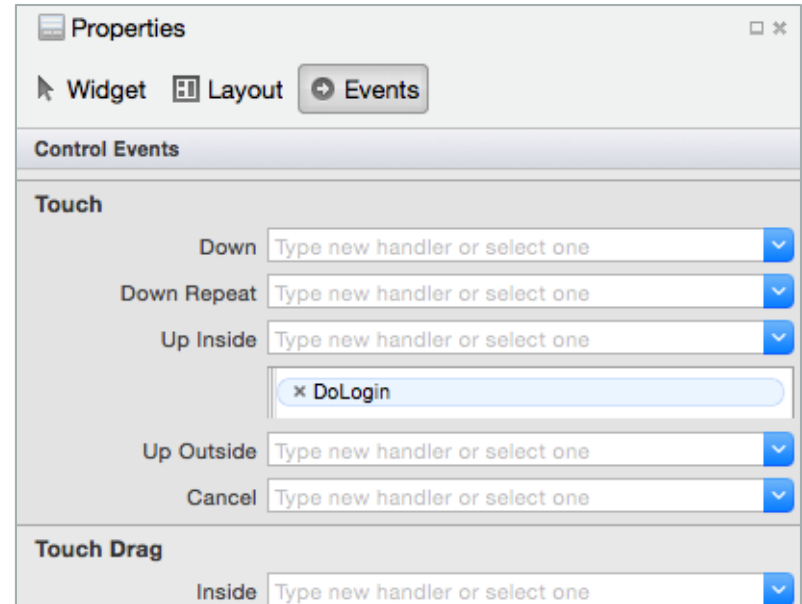 Properties
Widget Layout Events
Control Events
Touch
Down Type new handler or select one
Down Repeat Type new handler or select one
Up Inside Type new handler or select one
× DoLogin
Up Outside Type new handler or select one
Cancel Type new handler or select one
Touch Drag
Inside Type new handler or select one